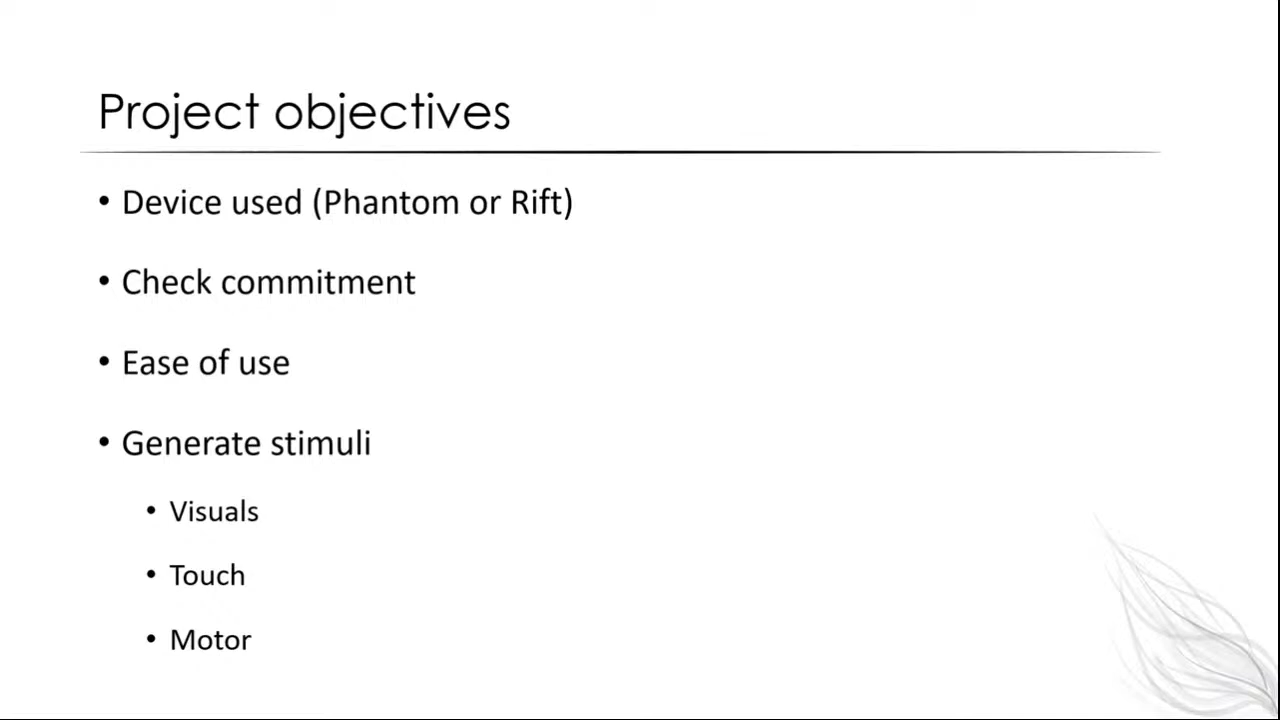 Project objectives
• Device used (Phantom or Rift)
• Check commitment
• Ease of use
• Generate stimuli
• Visuals
• Touch
• Motor